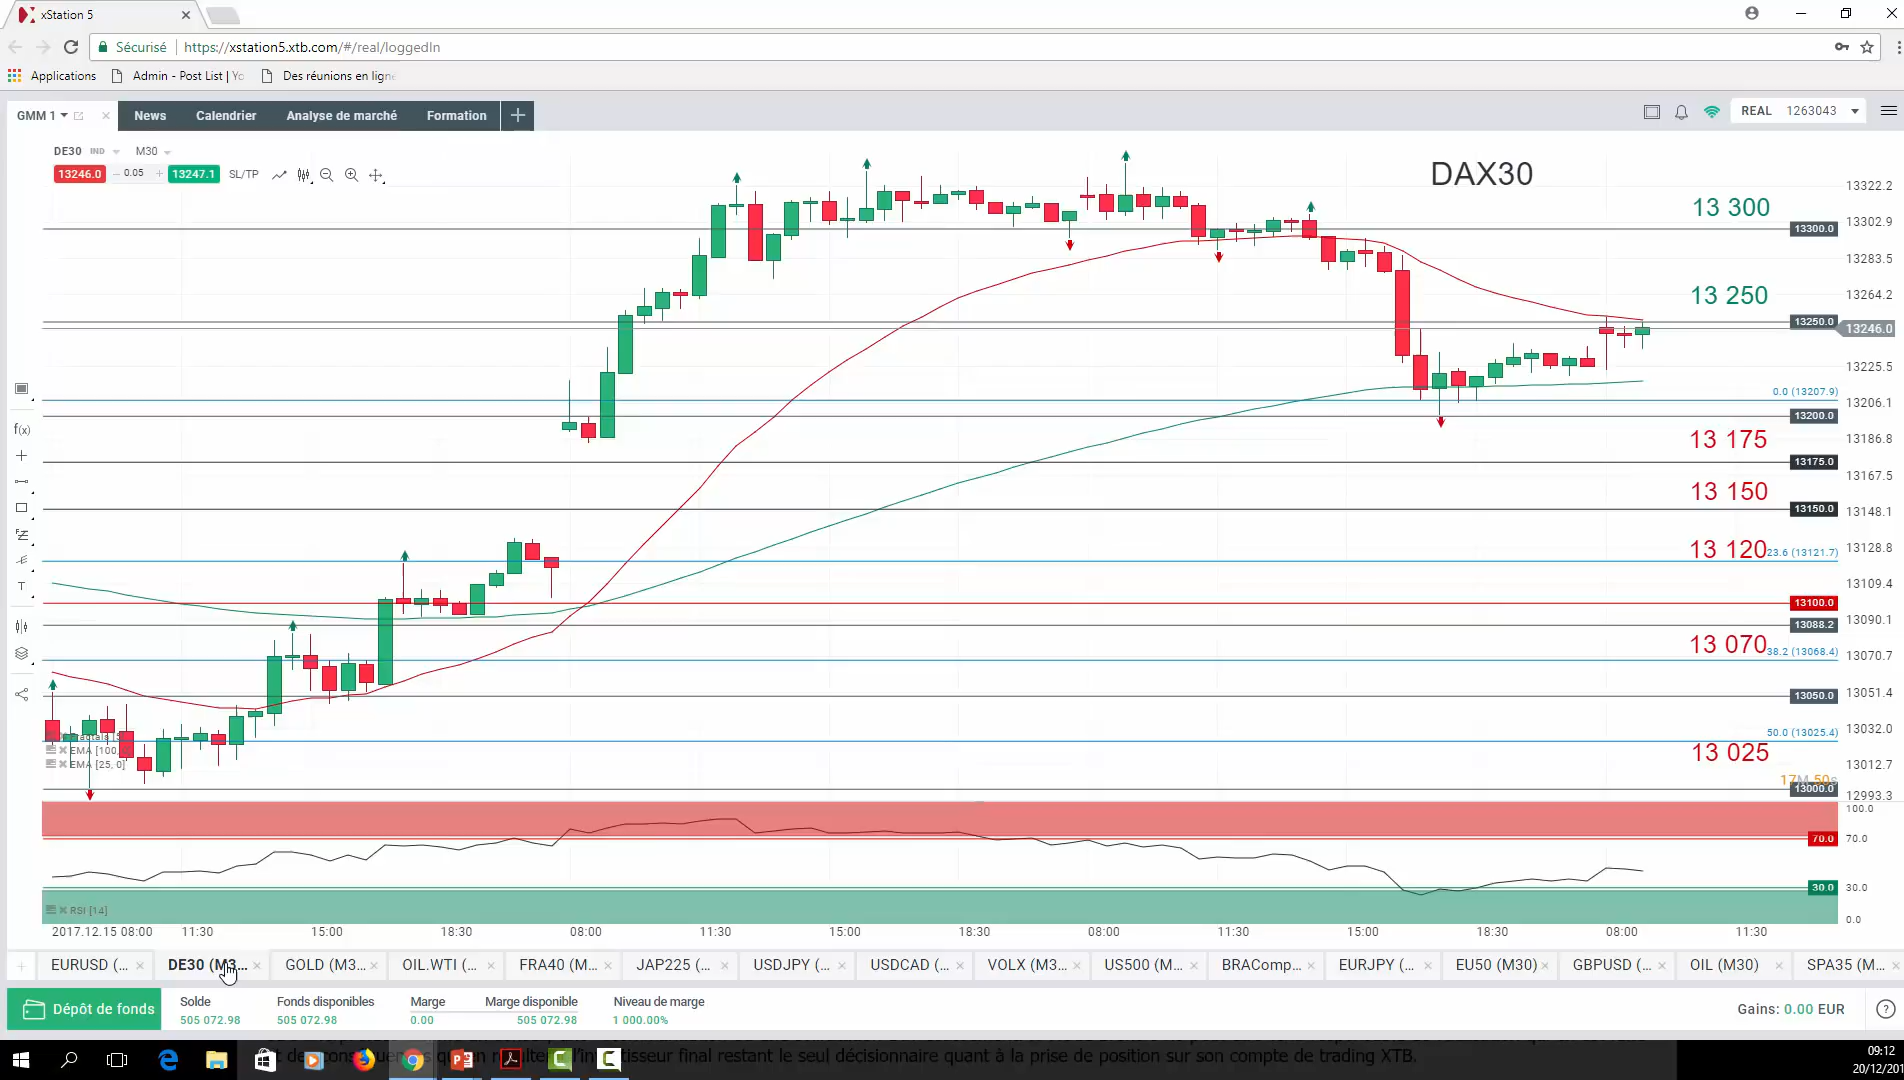 xStation 5
Sécurisé
https://xstation5.xtb.com/#/real/loggedIn
Applications
Admin - Post List | Yo
Des réunions en ligne
GMM 1
News
Calendrier
Analyse de marché
Formation
REAL 1263043
DE30 IND M30
13246.0
0.05
13247.1
SL/TP
DAX30
13 300
13 250
13 175
13 150
13 120
13 070
13 025
13300.0
13250.0
13200.0
13175.0
13150.0
13100.0
13088.2
13050.0
13000.0
0.0 (13207.9)
23.6 (13121.7)
38.2 (13068.4)
50.0 (13025.4)
13322.2
13302.9
13283.5
13264.2
13246.0
13225.5
13206.1
13186.8
13167.5
13148.1
13128.8
13109.4
13090.1
13070.7
13051.4
13032.0
13012.7
12993.3
f(x)
T
EMA [100,
EMA [25, 0]
17M 50s
100.0
70.0
70.0
30.0
30.0
0.0
RSI [14]
2017.12.15 08:00
11:30
15:00
18:30
08:00
11:30
15:00
18:30
08:00
11:30
15:00
18:30
08:00
11:30
EURUSD (...
DE30 (M3...
GOLD (M3...
OIL.WTI (...
FRA40 (M...
JAP225 (...
USDJPY (...
USDCAD (...
VOLX (M3...
US500 (M...
BRAComp...
EURJPY (...
EU50 (M30)
GBPUSD (...
OIL (M30)
SPA35 (M...
Dépôt de fonds
Solde
505 072.98
Fonds disponibles
505 072.98
Marge
0.00
Marge disponible
505 072.98
Niveau de marge
1 000.00%
Gains: 0.00 EUR
final restant le seul décisionnaire quant à la prise de position sur son compte de trading XTB.
09:12
20/12/201